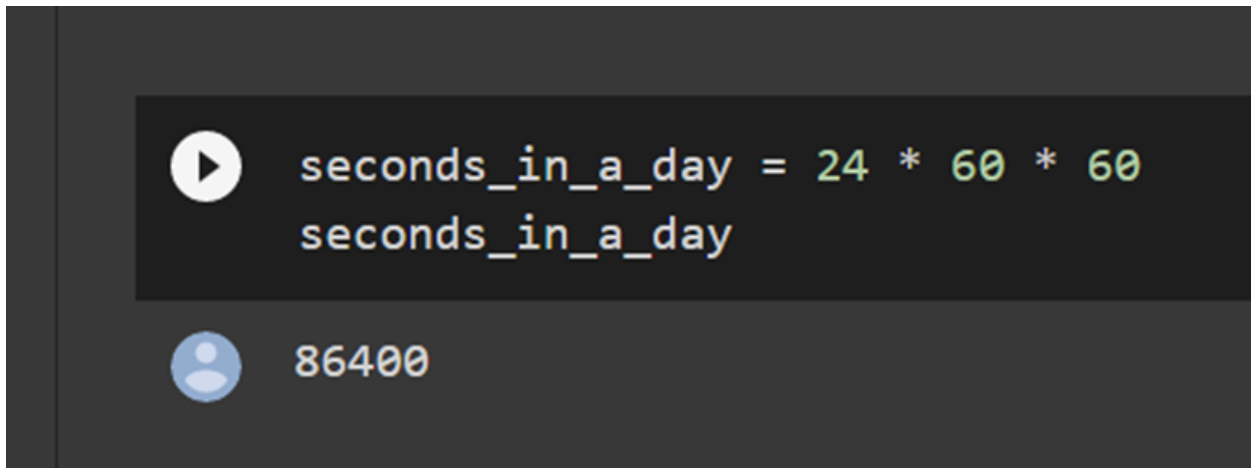 seconds_in_a_day = 24 * 60 * 60
seconds_in_a_day
86400